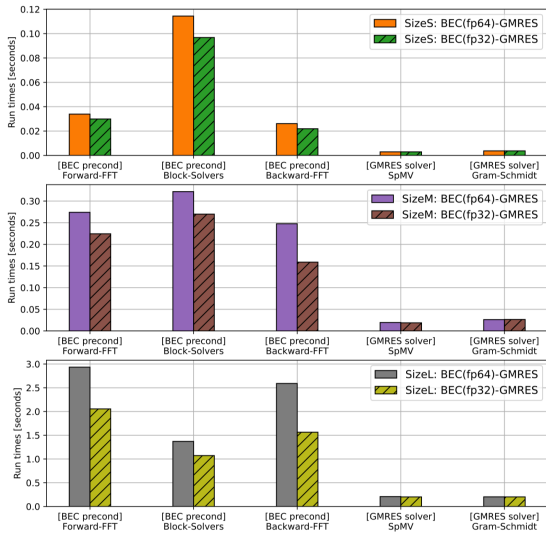 0.12
0.10
0.08
0.06
0.04
0.02
0.00
Run times [seconds]
SizeS: BEC(fp64)-GMRES
SizeS: BEC(fp32)-GMRES
[BEC precond]
Forward-FFT
[BEC precond]
Block-Solvers
[BEC precond]
Backward-FFT
[GMRES solver]
SpMV
[GMRES solver]
Gram-Schmidt
0.30
0.25
0.20
0.15
0.10
0.05
0.00
Run times [seconds]
SizeM: BEC(fp64)-GMRES
SizeM: BEC(fp32)-GMRES
[BEC precond]
Forward-FFT
[BEC precond]
Block-Solvers
[BEC precond]
Backward-FFT
[GMRES solver]
SpMV
[GMRES solver]
Gram-Schmidt
3.0
2.5
2.0
1.5
1.0
0.5
0.0
Run times [seconds]
SizeL: BEC(fp64)-GMRES
SizeL: BEC(fp32)-GMRES
[BEC precond]
Forward-FFT
[BEC precond]
Block-Solvers
[BEC precond]
Backward-FFT
[GMRES solver]
SpMV
[GMRES solver]
Gram-Schmidt